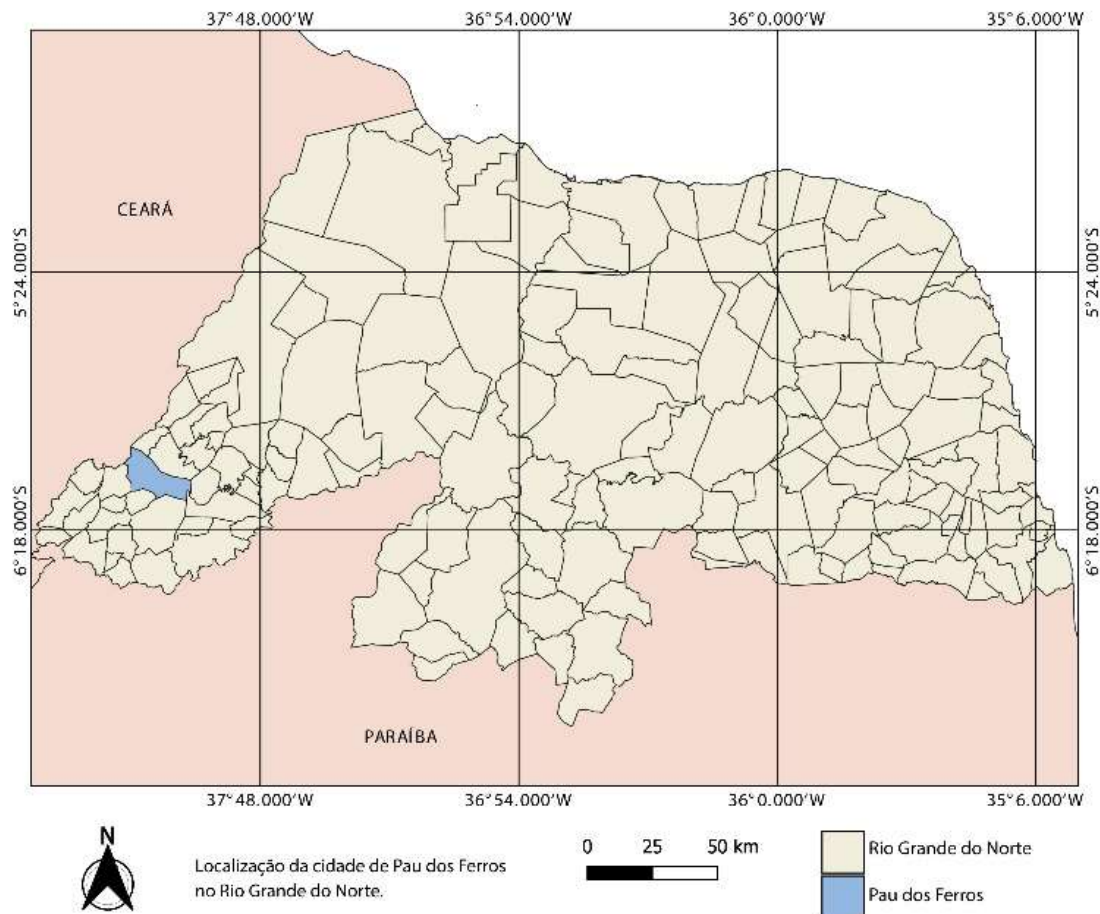 37°48.000'W 36°54.000'W 36°0.000'W 35°6.000'W
CEARÁ
5°24.000'S 5°24.000'S
6°18.000'S 6°18.000'S
PARAÍBA
37°48.000'W 36°54.000'W 36°0.000'W 35°6.000'W
N
Localização da cidade de Pau dos Ferros
no Rio Grande do Norte.
0 25 50 km
Rio Grande do Norte
Pau dos Ferros